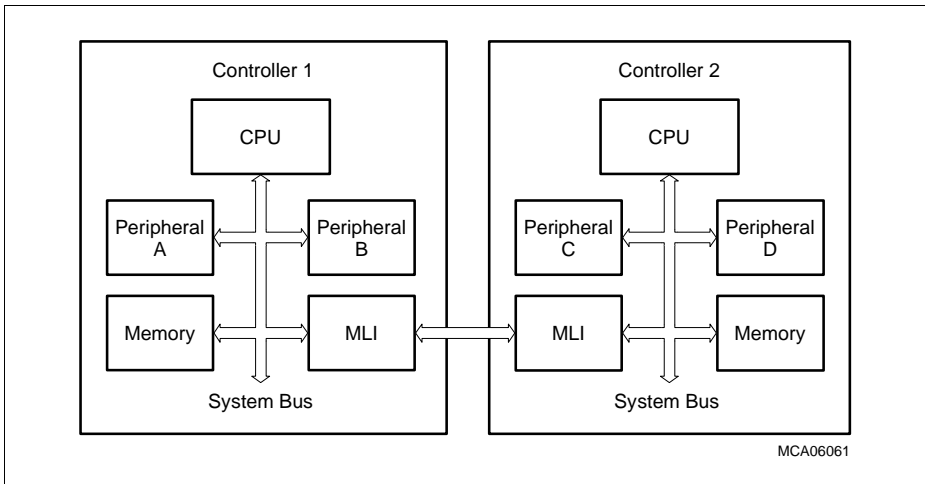 Controller 1
CPU
Peripheral
A
Peripheral
B
Memory
MLI
System Bus
Controller 2
CPU
Peripheral
C
Peripheral
D
MLI
Memory
System Bus
MCA06061